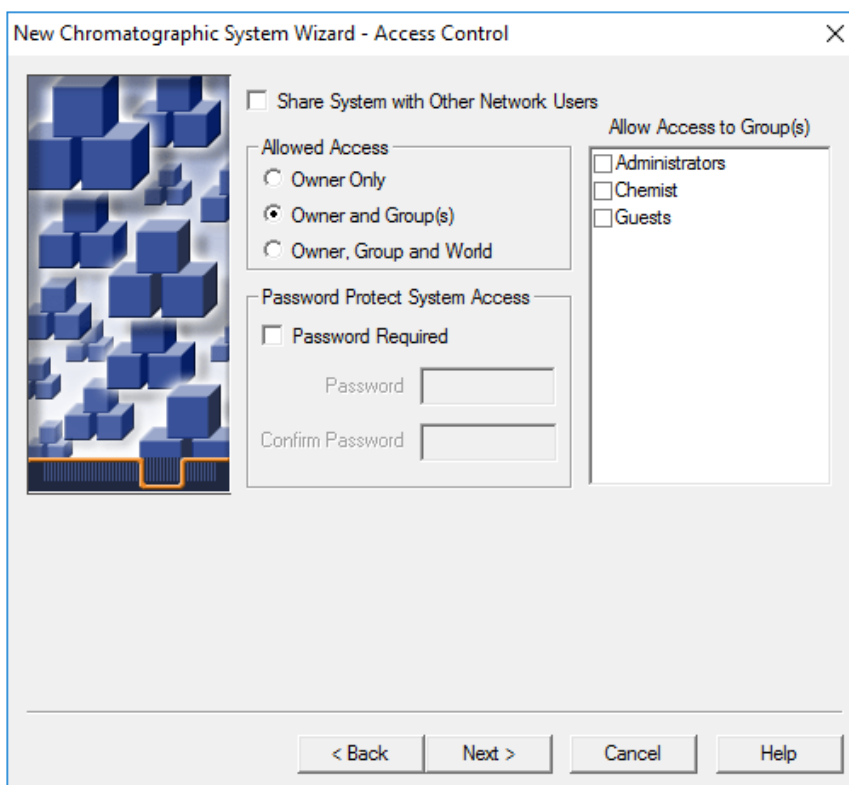 New Chromatographic System Wizard - Access Control
Share System with Other Network Users
Allowed Access
Owner Only
Owner and Group(s)
Owner, Group and World
Password Protect System Access
Password Required
Password
Confirm Password
Allow Access to Group(s)
Administrators
Chemist
Guests
< Back
Next >
Cancel
Help